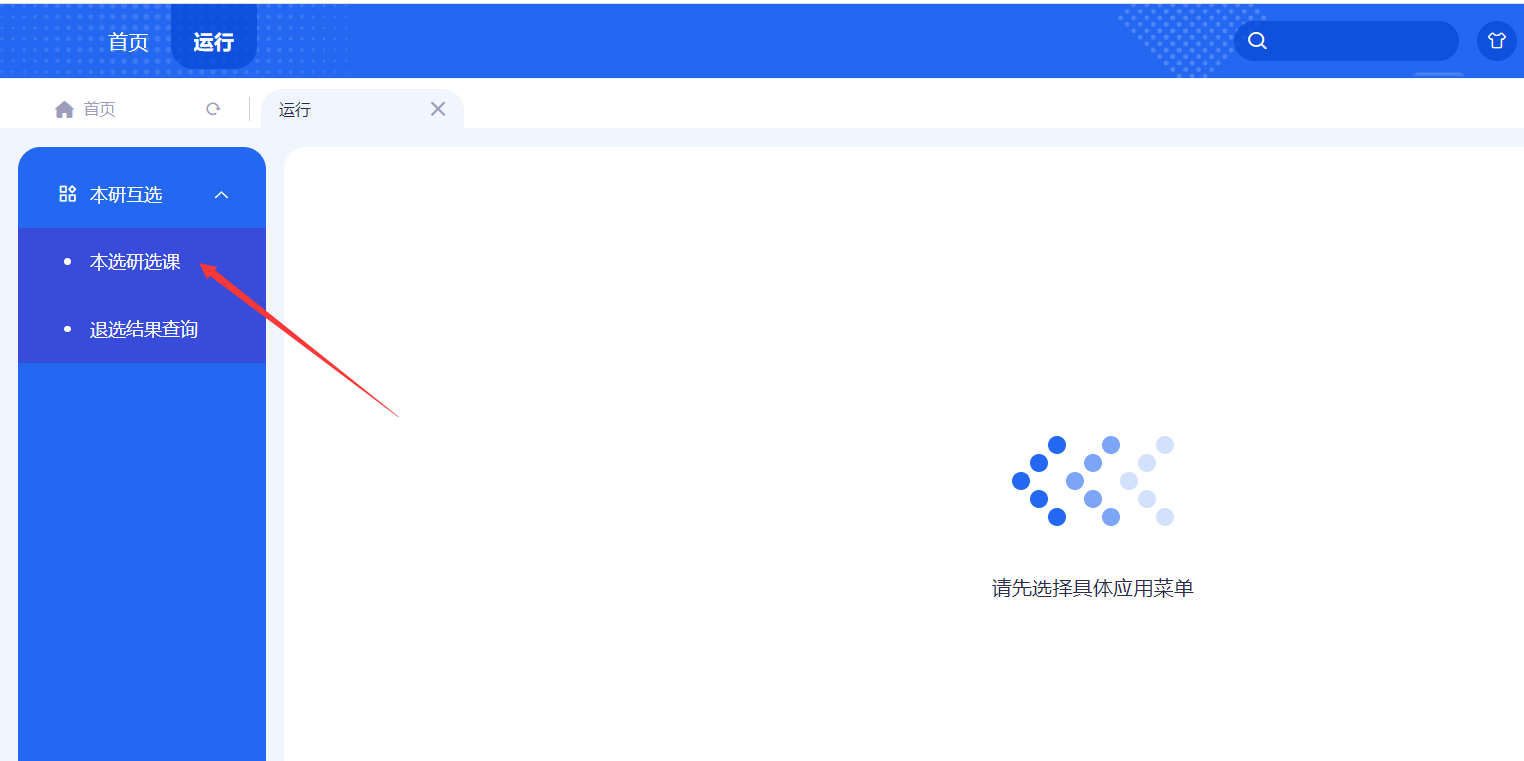 首页
运行
首页
运行
本研互选
本选研选课
退选结果查询
请先选择具体应用菜单